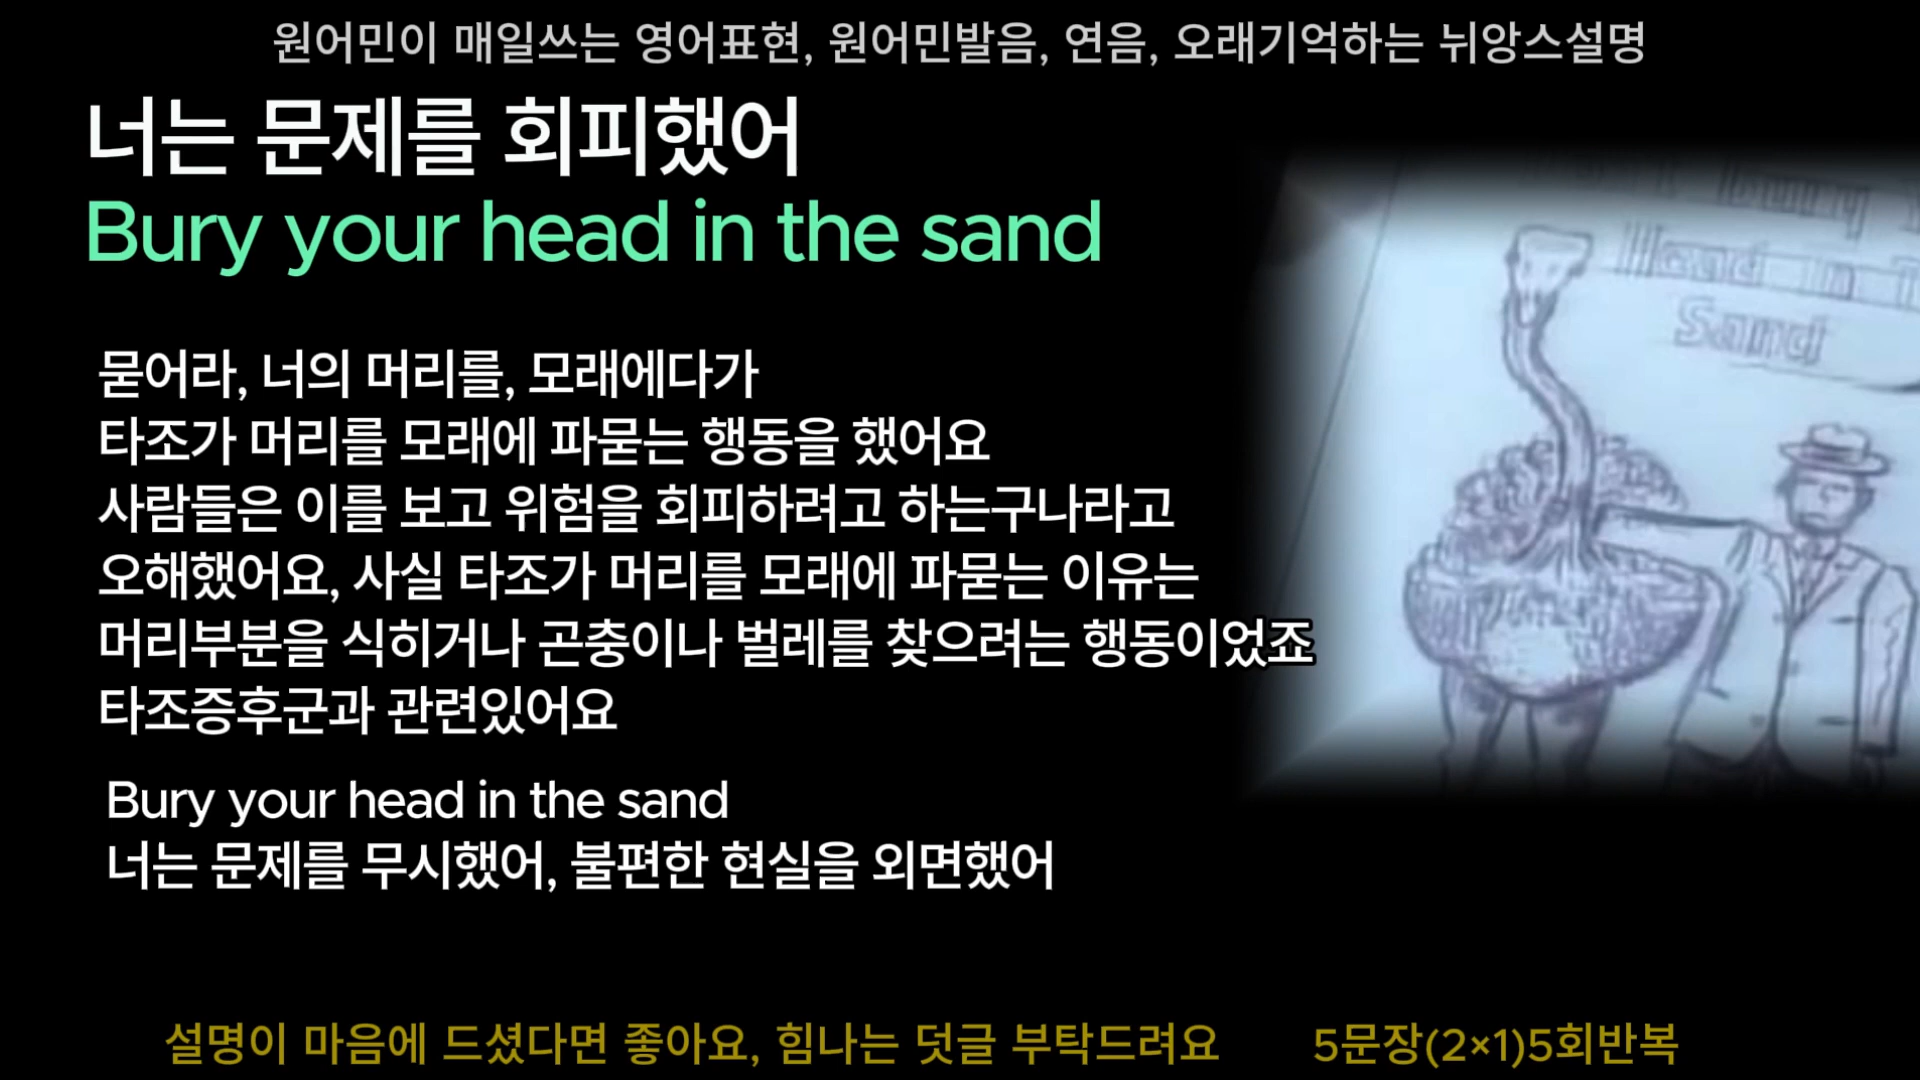 원어민이 매일쓰는 영어표현, 원어민발음, 연음, 오래기억하는 뉘앙스설명
너는 문제를 회피했어
Bury your head in the sand
Head in
Sand
묻어라, 너의 머리를, 모래에다가
타조가 머리를 모래에 파묻는 행동을 했어요
사람들은 이를 보고 위험을 회피하려고 하는구나라고
오해했어요, 사실 타조가 머리를 모래에 파묻는 이유는
머리부분을 식히거나 곤충이나 벌레를 찾으려는 행동이었죠
타조증후군과 관련있어요
Bury your head in the sand
너는 문제를 무시했어, 불편한 현실을 외면했어
설명이 마음에 드셨다면 좋아요, 힘나는 덧글 부탁드려요
5문장(2×1)5회반복